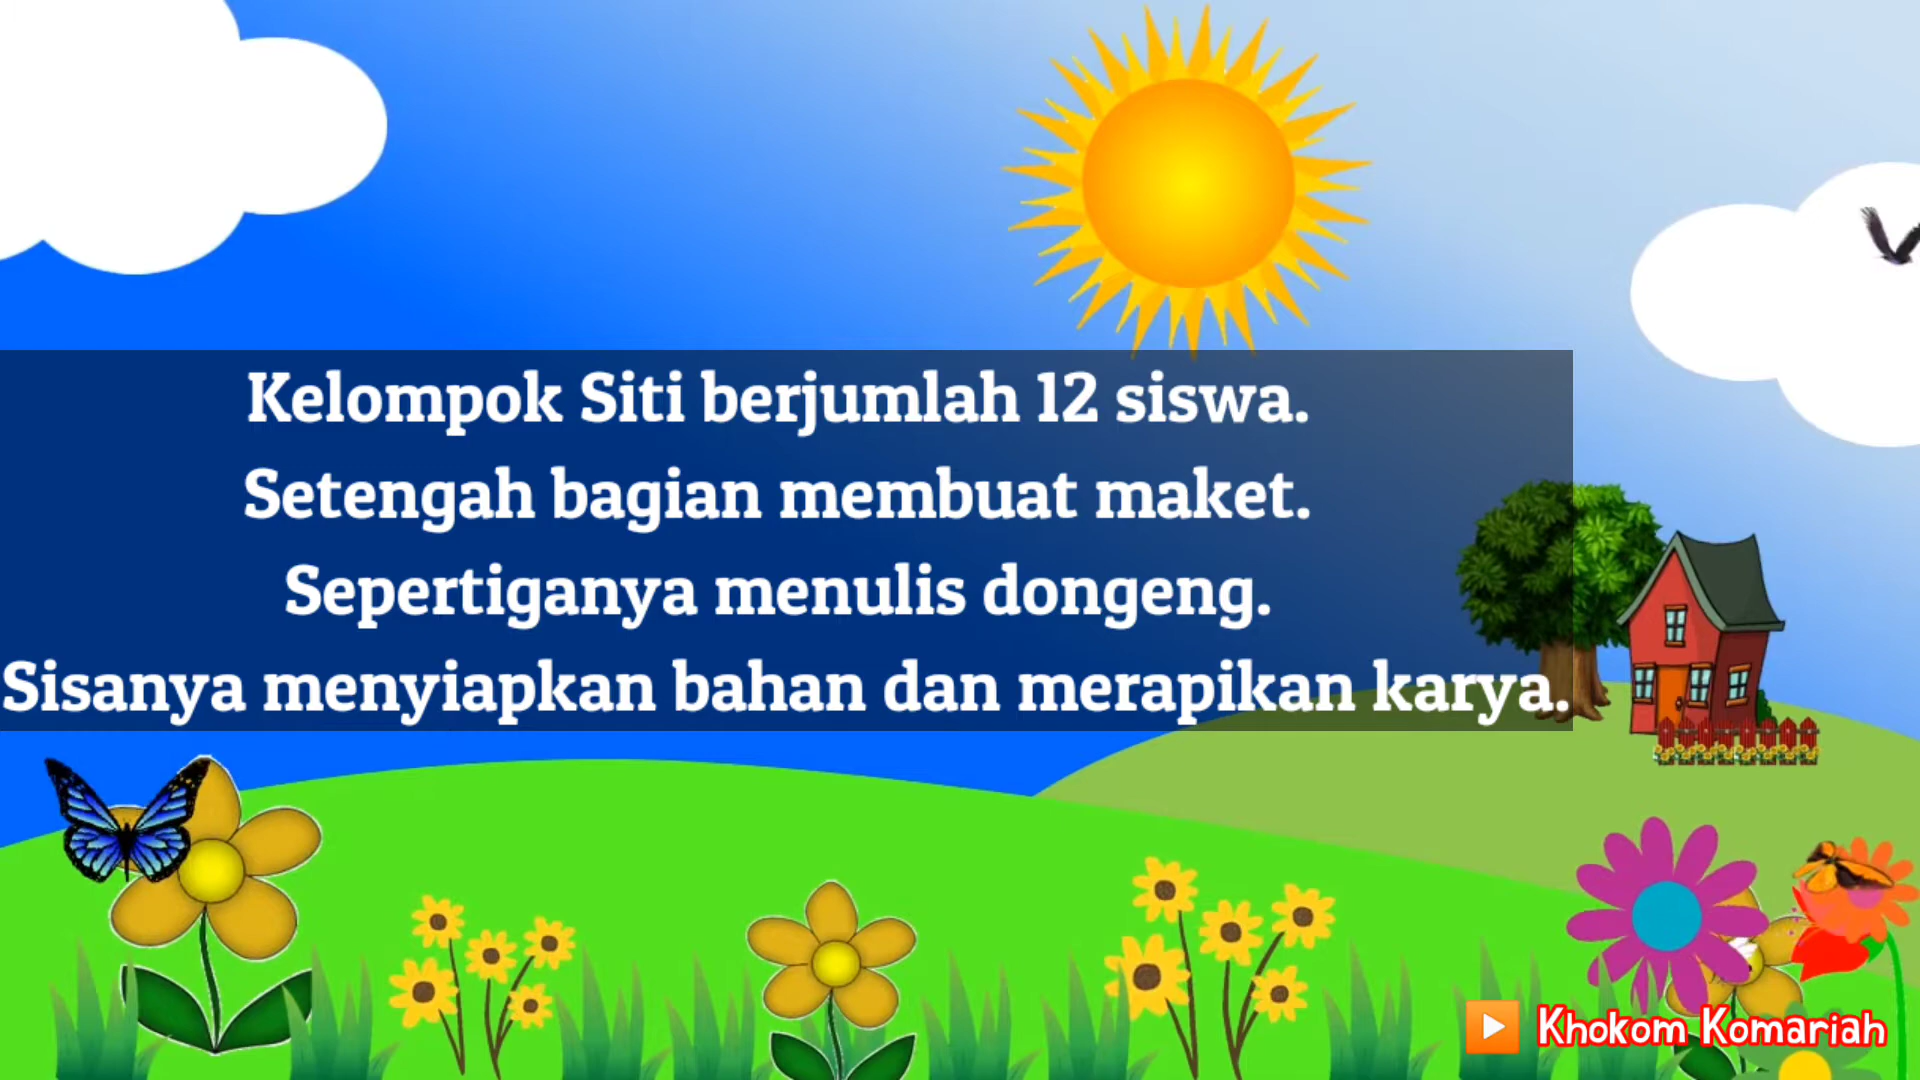 Kelompok Siti berjumlah 12 siswa.
Setengah bagian membuat maket.
Sepertiganya menulis dongeng.
Sisanya menyiapkan bahan dan merapikan karya.
Khokom Komariah